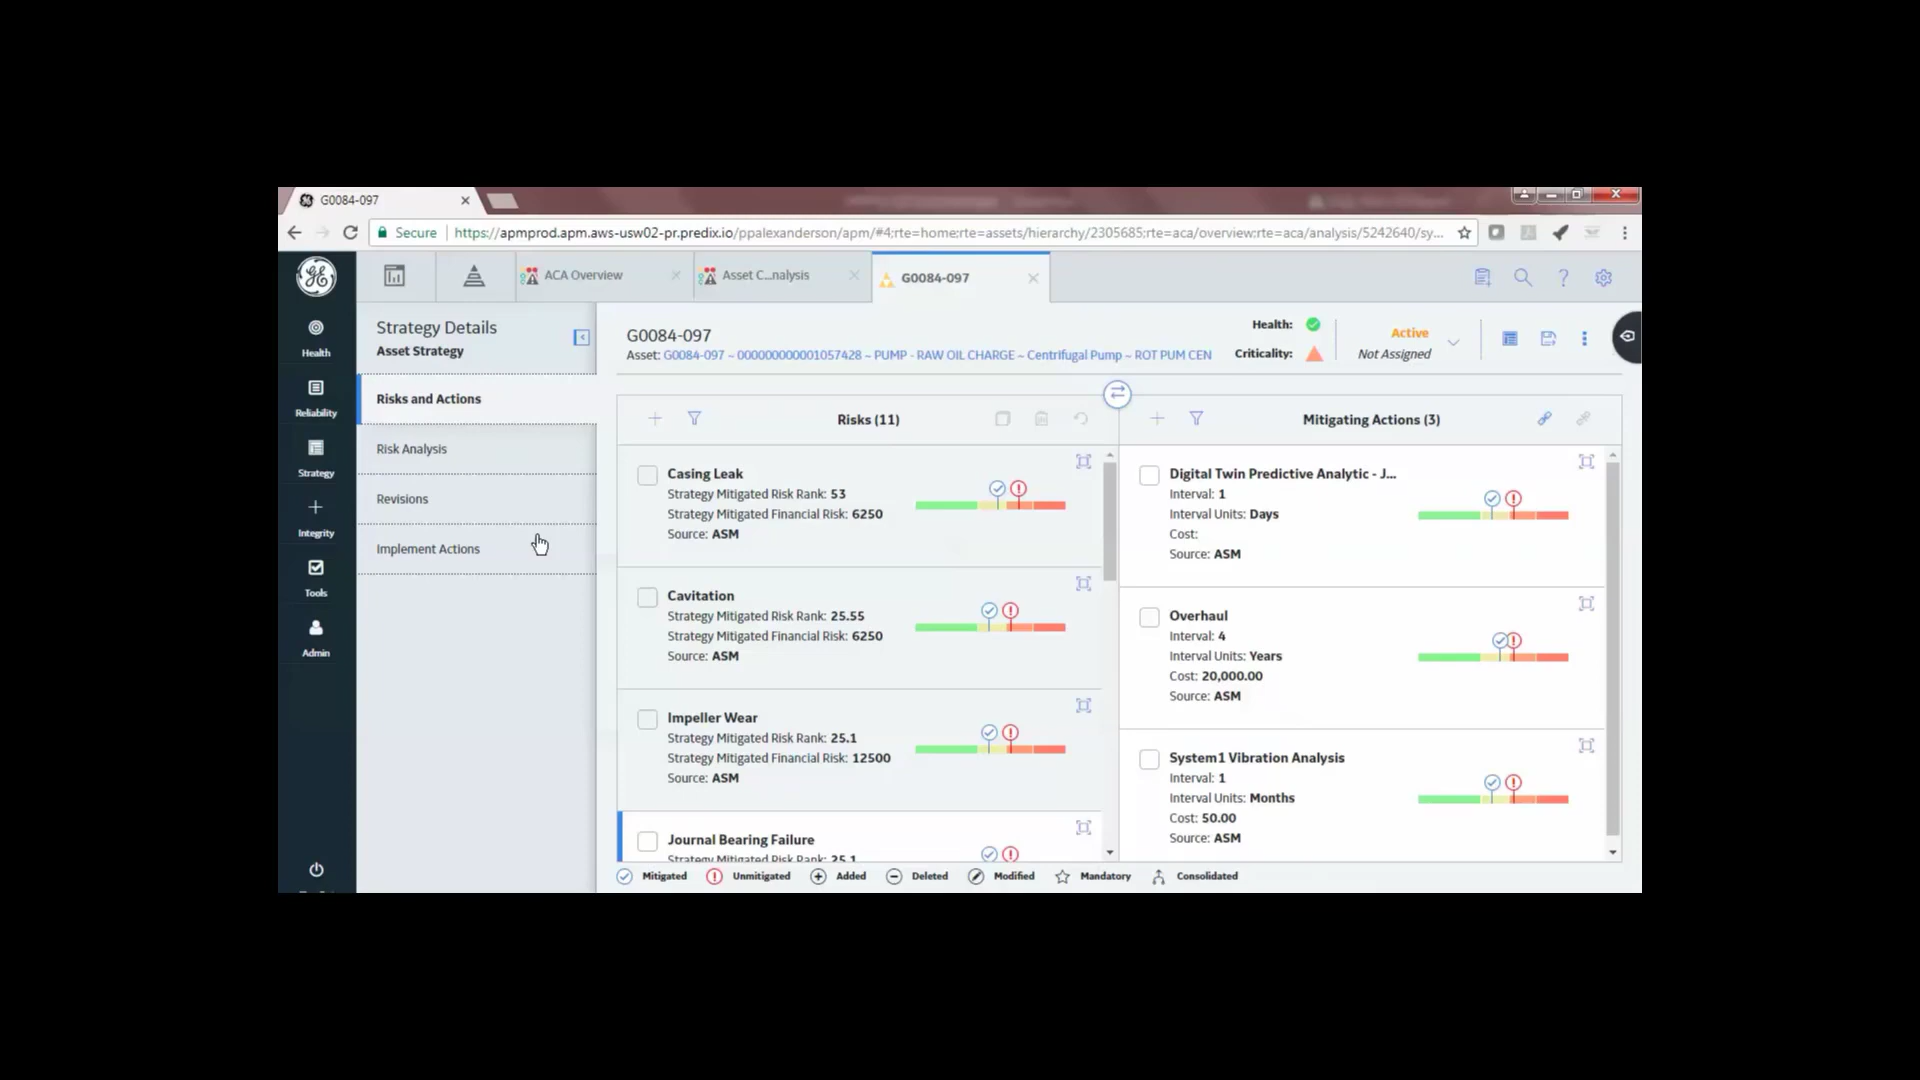 G0084-097
Secure
https://apmprod.apm.aws-usw02-pr.predix.io/ppalexanderson/apm/#4;rte=home;rte=assets/hierarchy/2305685;rte=aca/overview;rte=aca/analysis/5242640/sy...
ACA Overview
Asset C...nalysis
G0084-097
Health
Reliability
Strategy
Integrity
Tools
Admin
Strategy Details
Asset Strategy
Risks and Actions
Risk Analysis
Revisions
Implement Actions
G0084-097
Asset: G0084-097 ~ 000000000001057428 ~ PUMP - RAW OIL CHARGE ~ Centrifugal Pump ~ ROT PUM CEN
Health:
Criticality:
Active
Not Assigned
Risks (11)
Casing Leak
Strategy Mitigated Risk Rank: 53
Strategy Mitigated Financial Risk: 6250
Source: ASM
Cavitation
Strategy Mitigated Risk Rank: 25.55
Strategy Mitigated Financial Risk: 6250
Source: ASM
Impeller Wear
Strategy Mitigated Risk Rank: 25.1
Strategy Mitigated Financial Risk: 12500
Source: ASM
Journal Bearing Failure
Strategy Mitigated Risk Rank: 25.1
Mitigating Actions (3)
Digital Twin Predictive Analytic - J...
Interval: 1
Interval Units: Days
Cost:
Source: ASM
Overhaul
Interval: 4
Interval Units: Years
Cost: 20,000.00
Source: ASM
System1 Vibration Analysis
Interval: 1
Interval Units: Months
Cost: 50.00
Source: ASM
Mitigated
Unmitigated
Added
Deleted
Modified
Mandatory
Consolidated